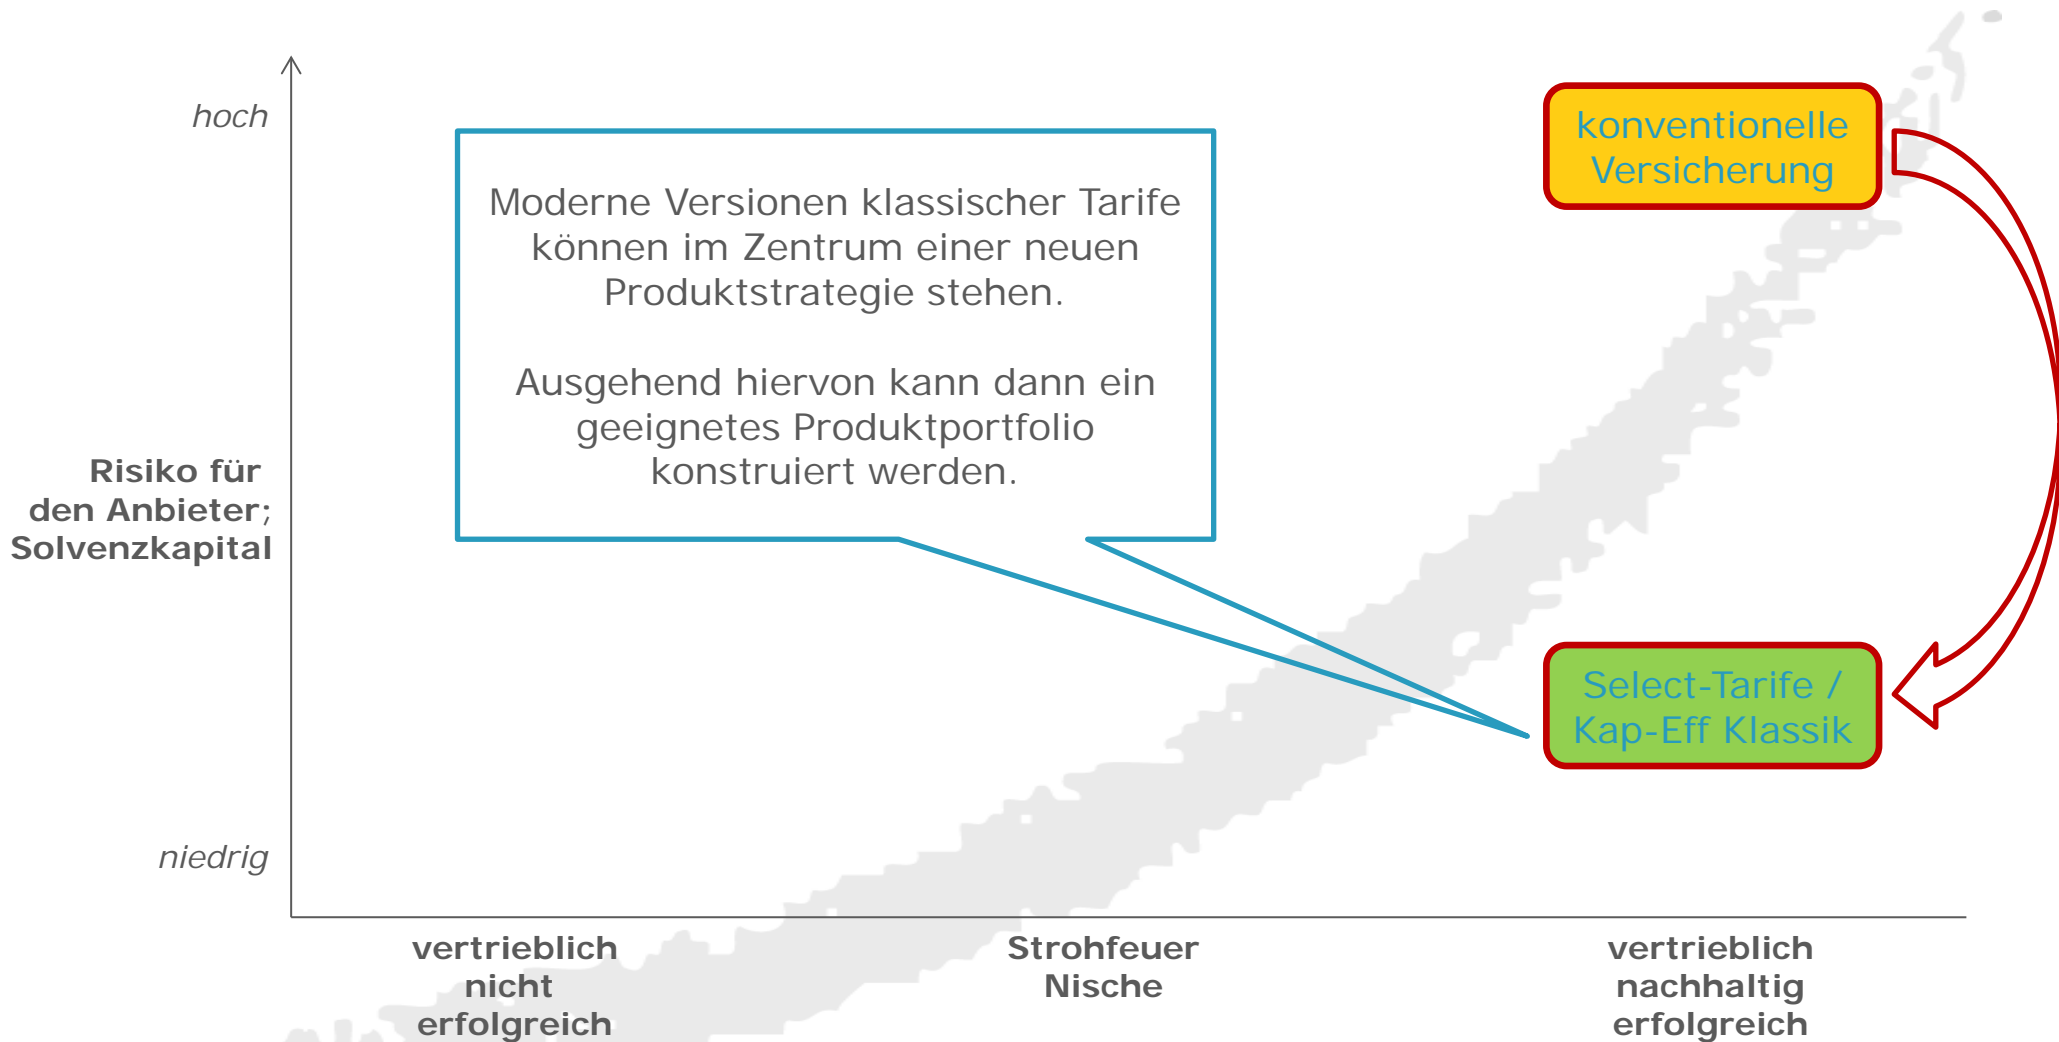 hoch
konventionelle
Versicherung
Moderne Versionen klassischer Tarife
können im Zentrum einer neuen
Produktstrategie stehen.
Ausgehend hiervon kann dann ein
geeignetes Produktportfolio
konstruiert werden.
Risiko für
den Anbieter;
Solvenzkapital
Select-Tarife /
Kap-Eff Klassik
niedrig
vertrieblich
nicht
erfolgreich
Strohfeuer
Nische
vertrieblich
nachhaltig
erfolgreich